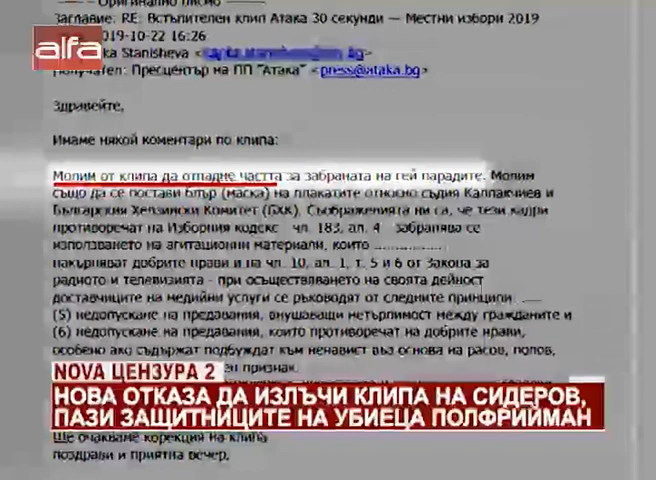 Оригинално писмо
Заглавие: RE: Встъпителен клип Атака 30 секунди — Местни избори 2019
2019-10-22 16:26
alfa
Stanisheva
Получател: Пресцентър на ПП "Атака" <press@ataka.bg>
Здравейте,
Имаме някой коментари по клипа:
Молим от клипа да отпадне частта за забраната на гей парадите. Молим
също да се постави блър (маска) на плакатите относно съдия Калпакчиев и
Българския Хелзински Комитет (БХК). Съображенията ни са, че тези кадри
противоречат на Изборния кодекс - чл. 183, ал. 4 забранява се
използването на агитационни материали, които ................
накърняват добрите нрави и на чл. 10, ал. 1, т. 5 и 6 от Закона за
радиото и телевизията - при осъществяването на своята дейност
доставчиците на медийни услуги се ръководят от следните принципи
(5) недопускане на предавания, внушаващи нетърпимост между гражданите и
(6) недопускане на предавания, които противоречат на добрите нрави,
особено ако съдържат подбуждат към ненавист въз основа на расов, полов,
признак.
NOVA ЦЕНЗУРА 2
НОВА ОТКАЗА ДА ИЗЛЪЧИ КЛИПА НА СИДЕРОВ,
ПАЗИ ЗАЩИТНИЦИТЕ НА УБИЕЦА ПОЛФРИЙМАН
Ще очакваме корекция на клипа
поздрави и приятна вечер,